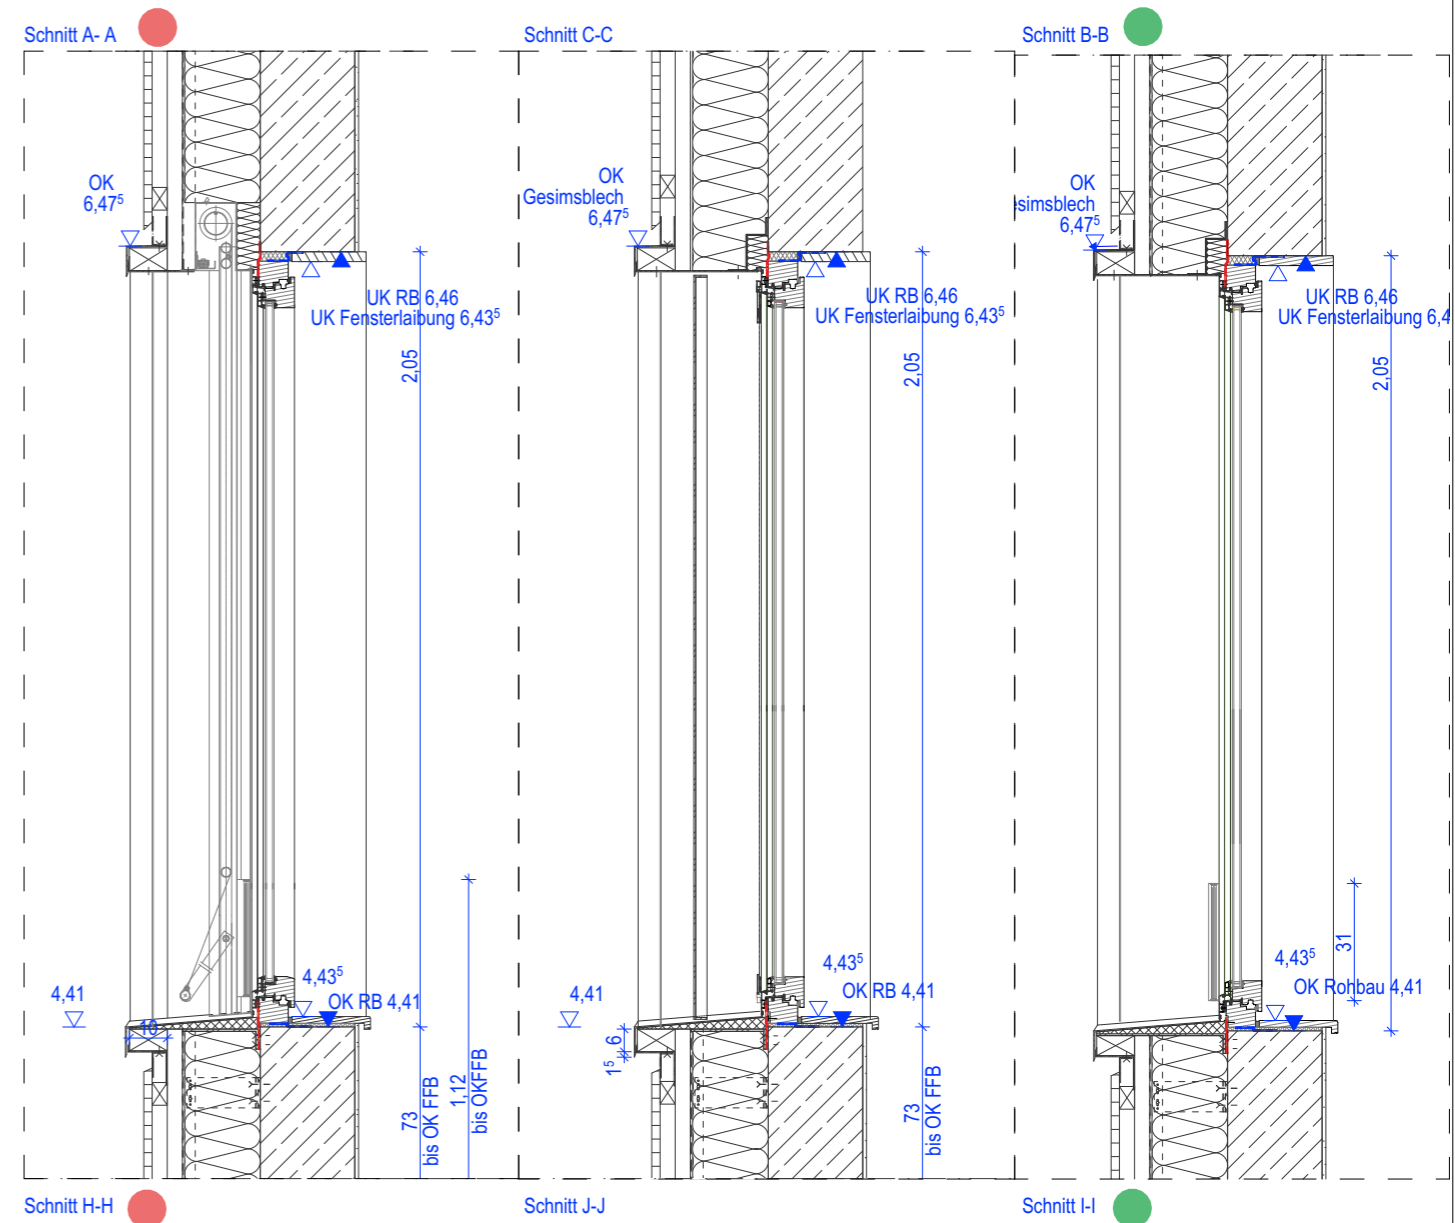 Schnitt A- A
Schnitt C-C
Schnitt B-B
OK
6,47⁵
UK RB 6,46
UK Fensterlaibung 6,43⁵
2,05
4,43⁵
OK RB 4,41
4,41
10
73
bis OK FFB
1,12
bis OKFFB
OK
Gesimsblech
6,47⁵
UK RB 6,46
UK Fensterlaibung 6,43⁵
2,05
4,43⁵
OK RB 4,41
4,41
6
1⁵
73
bis OK FFB
OK
simsblech
6,47⁵
UK RB 6,46
UK Fensterlaibung 6,4
2,05
31
4,43⁵
OK Rohbau 4,41
Schnitt H-H
Schnitt J-J
Schnitt I-I